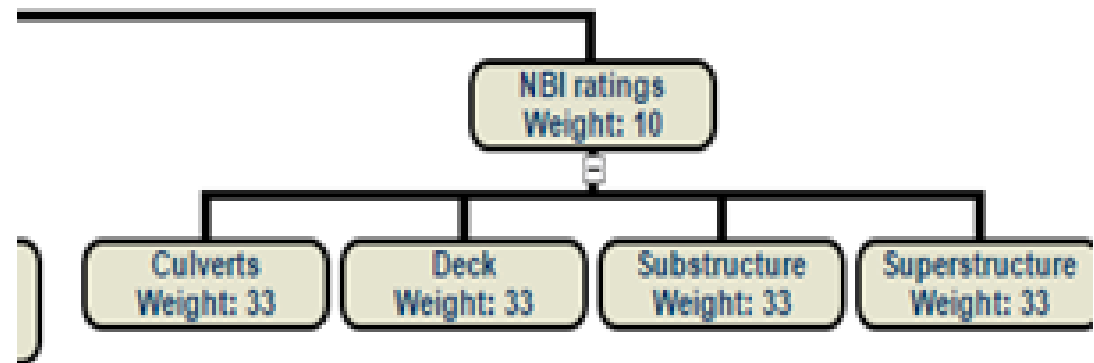 NBI ratings
Weight: 10
Culverts
Weight: 33
Deck
Weight: 33
Substructure
Weight: 33
Superstructure
Weight: 33